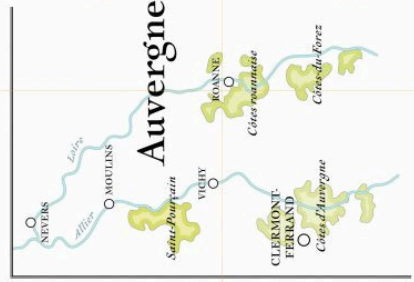 Auvergne
NEVERS
Loire
Allier
MOULINS
Saint-Pourçain
VICHY
ROANNE
Côtes roannaise
Côtes-du-Forez
CLERMONT-
FERRAND
Côtes d'Auvergne